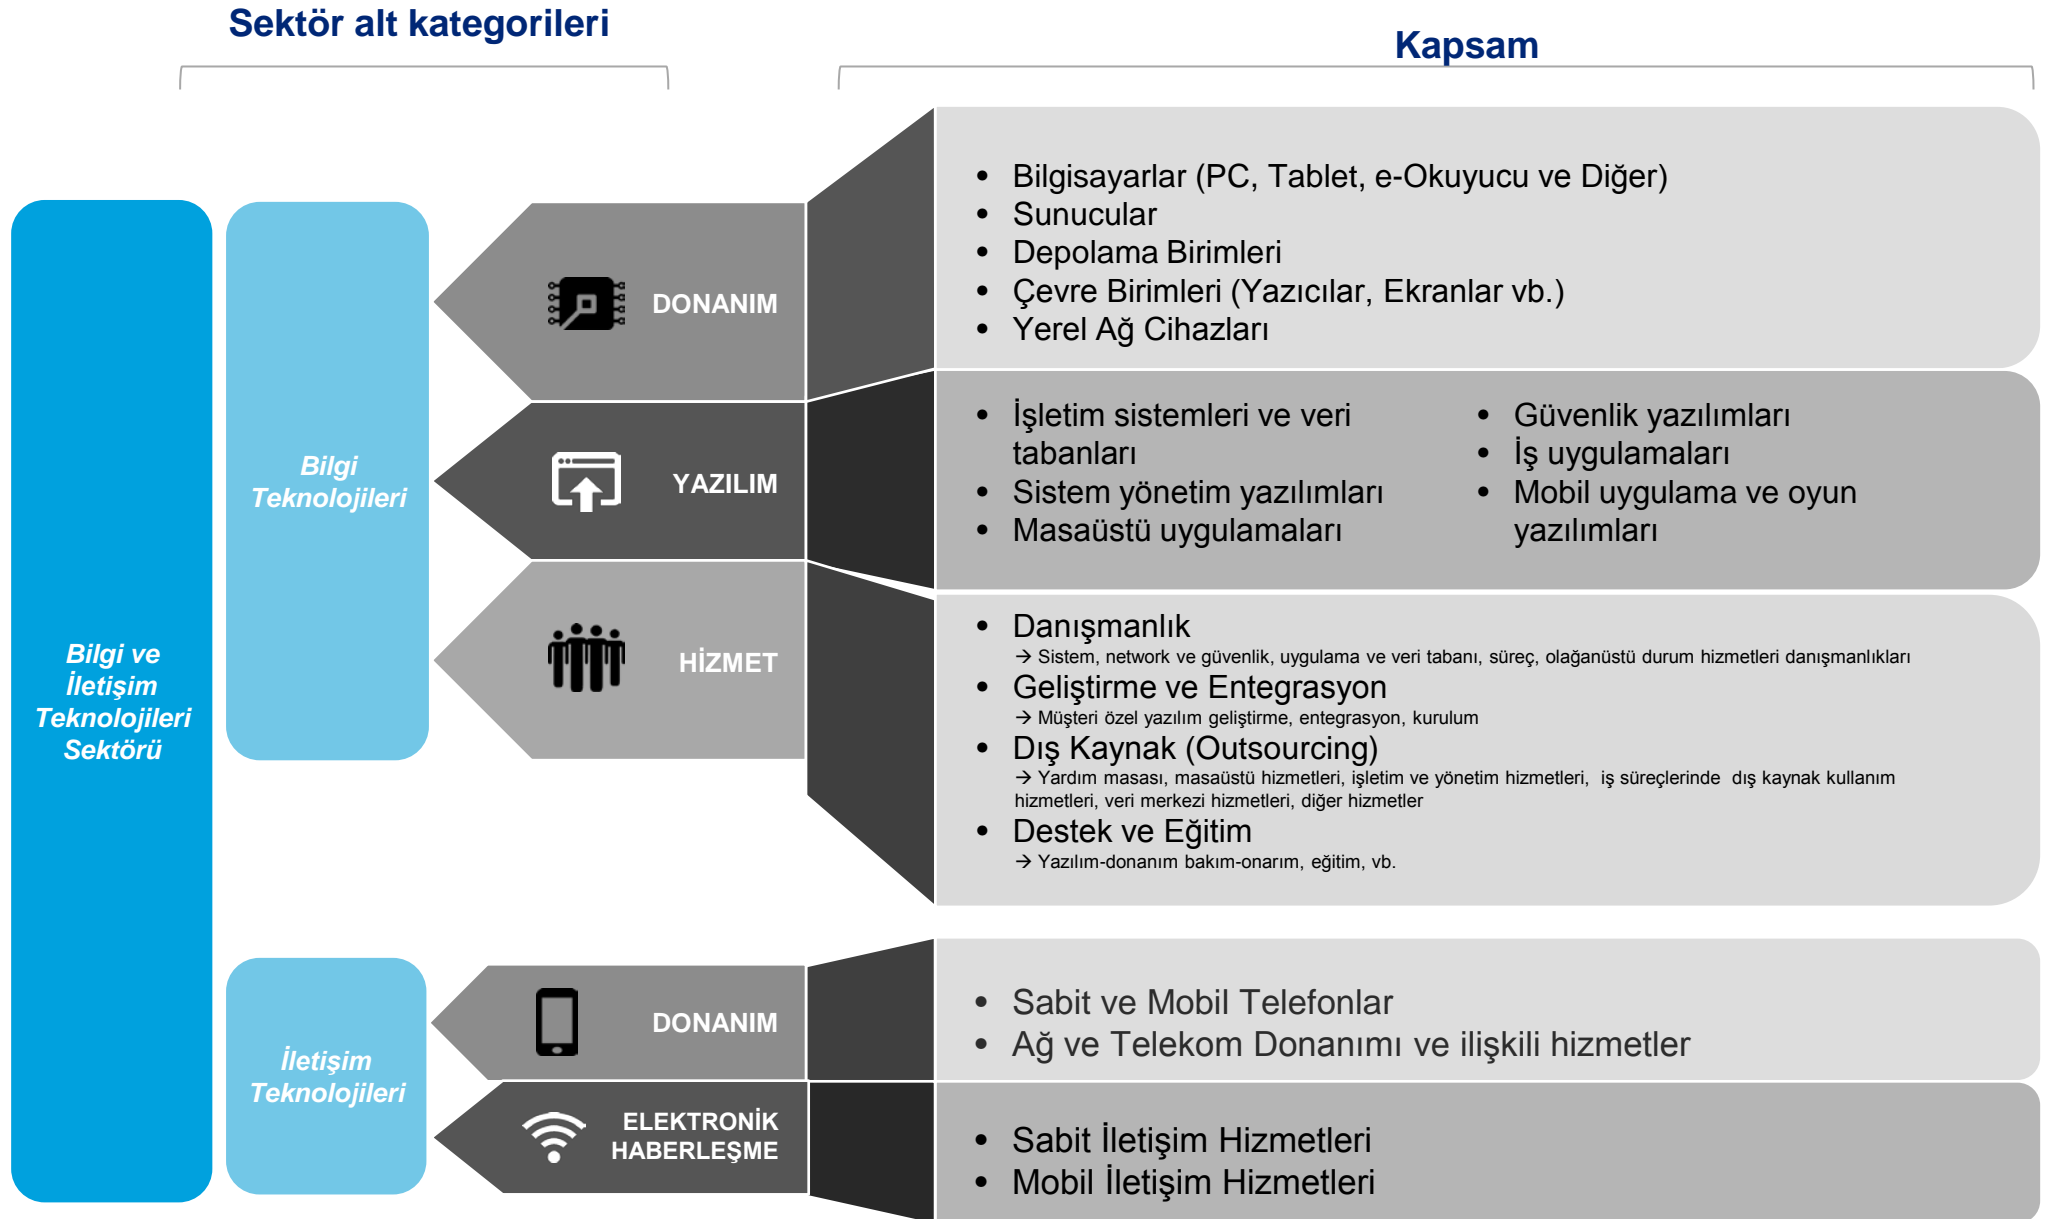 Sektör alt kategorileri
Kapsam
Bilgi ve
İletişim
Teknolojileri
Sektörü
Bilgi
Teknolojileri
DONANIM
• Bilgisayarlar (PC, Tablet, e-Okuyucu ve Diğer)
• Sunucular
• Depolama Birimleri
• Çevre Birimleri (Yazıcılar, Ekranlar vb.)
• Yerel Ağ Cihazları
YAZILIM
• İşletim sistemleri ve veri
tabanları
• Sistem yönetim yazılımları
• Masaüstü uygulamaları
• Güvenlik yazılımları
• İş uygulamaları
• Mobil uygulama ve oyun
yazılımları
HİZMET
• Danışmanlık
→ Sistem, network ve güvenlik, uygulama ve veri tabanı, süreç, olağanüstü durum hizmetleri danışmanlıkları
• Geliştirme ve Entegrasyon
→ Müşteri özel yazılım geliştirme, entegrasyon, kurulum
• Dış Kaynak (Outsourcing)
→ Yardım masası, masaüstü hizmetleri, işletim ve yönetim hizmetleri, iş süreçlerinde dış kaynak kullanım
hizmetleri, veri merkezi hizmetleri, diğer hizmetler
• Destek ve Eğitim
→ Yazılım-donanım bakım-onarım, eğitim, vb.
İletişim
Teknolojileri
DONANIM
• Sabit ve Mobil Telefonlar
• Ağ ve Telekom Donanımı ve ilişkili hizmetler
ELEKTRONİK
HABERLEŞME
• Sabit İletişim Hizmetleri
• Mobil İletişim Hizmetleri